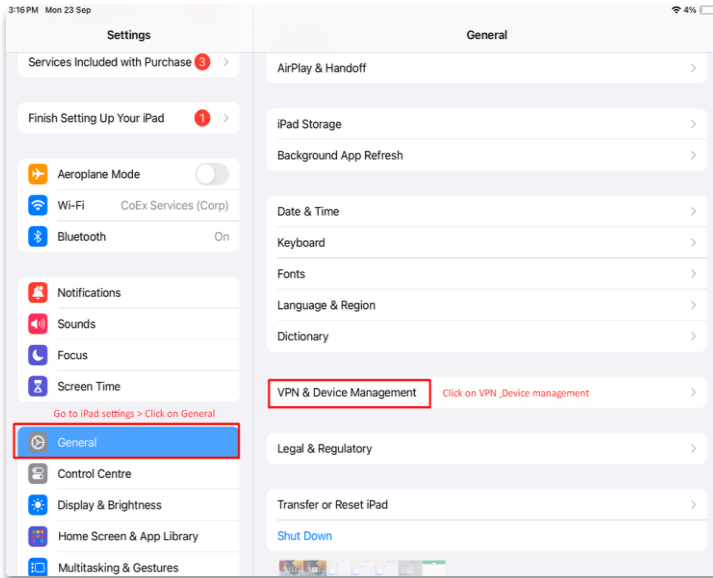 3:16 PM Mon 23 Sep
4%
Settings
Services Included with Purchase 3
Finish Setting Up Your iPad 1
Aeroplane Mode
Wi-Fi CoEx Services (Corp)
Bluetooth On
Notifications
Sounds
Focus
Screen Time
Go to iPad settings > Click on General
General
Control Centre
Display & Brightness
Home Screen & App Library
Multitasking & Gestures
General
AirPlay & Handoff
iPad Storage
Background App Refresh
Date & Time
Keyboard
Fonts
Language & Region
Dictionary
VPN & Device Management Click on VPN _Device management
Legal & Regulatory
Transfer or Reset iPad
Shut Down